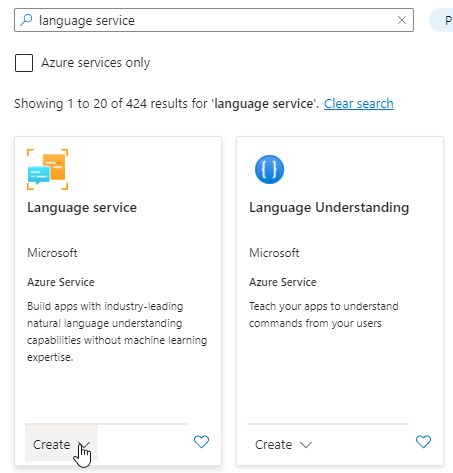 language service
P
Azure services only
Showing 1 to 20 of 424 results for 'language service'. Clear search
Language service
Microsoft
Azure Service
Build apps with industry-leading
natural language understanding
capabilities without machine learning
expertise.
Create
Language Understanding
Microsoft
Azure Service
Teach your apps to understand
commands from your users
Create